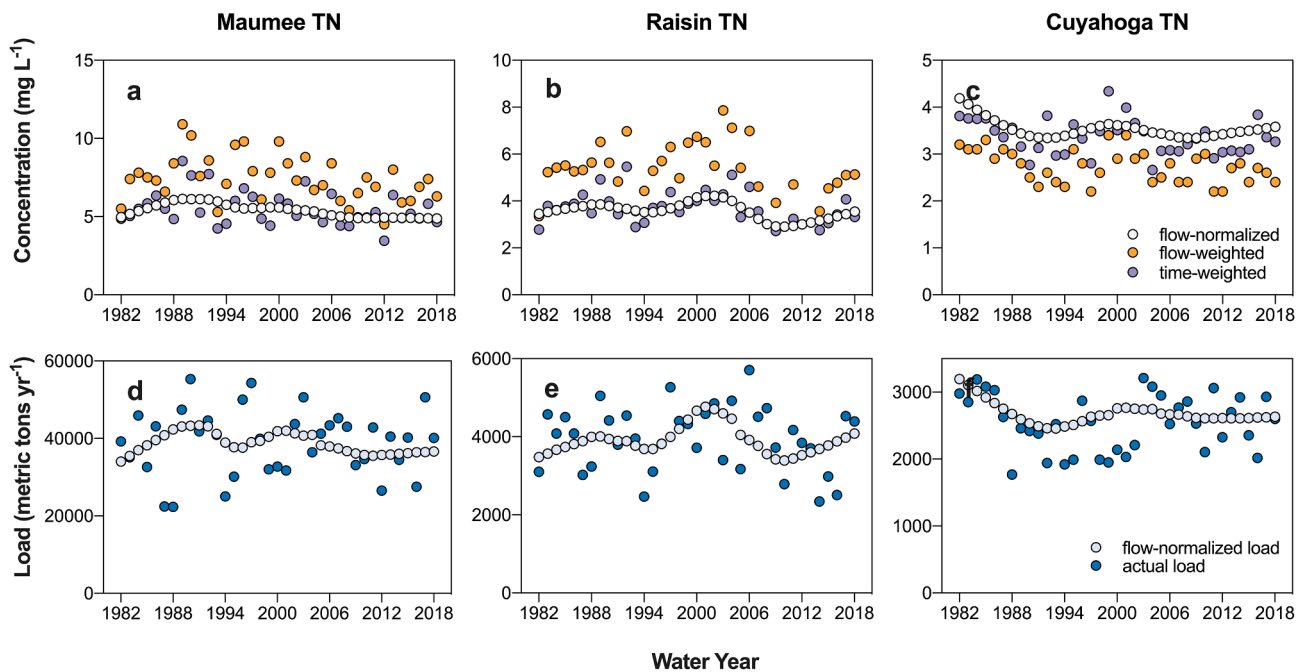 Maumee TN
Raisin TN
Cuyahoga TN
Concentration (mg L⁻¹)
15
10
5
0
a
1982 1988 1994 2000 2006 2012 2018
10
8
6
4
2
0
b
1982 1988 1994 2000 2006 2012 2018
5
4
3
2
1
0
c
flow-normalized
flow-weighted
time-weighted
1982 1988 1994 2000 2006 2012 2018
Load (metric tons yr⁻¹)
60000
40000
20000
0
d
1982 1988 1994 2000 2006 2012 2018
6000
4000
2000
0
e
1982 1988 1994 2000 2006 2012 2018
3000
2000
1000
0
f
flow-normalized load
actual load
1982 1988 1994 2000 2006 2012 2018
Water Year